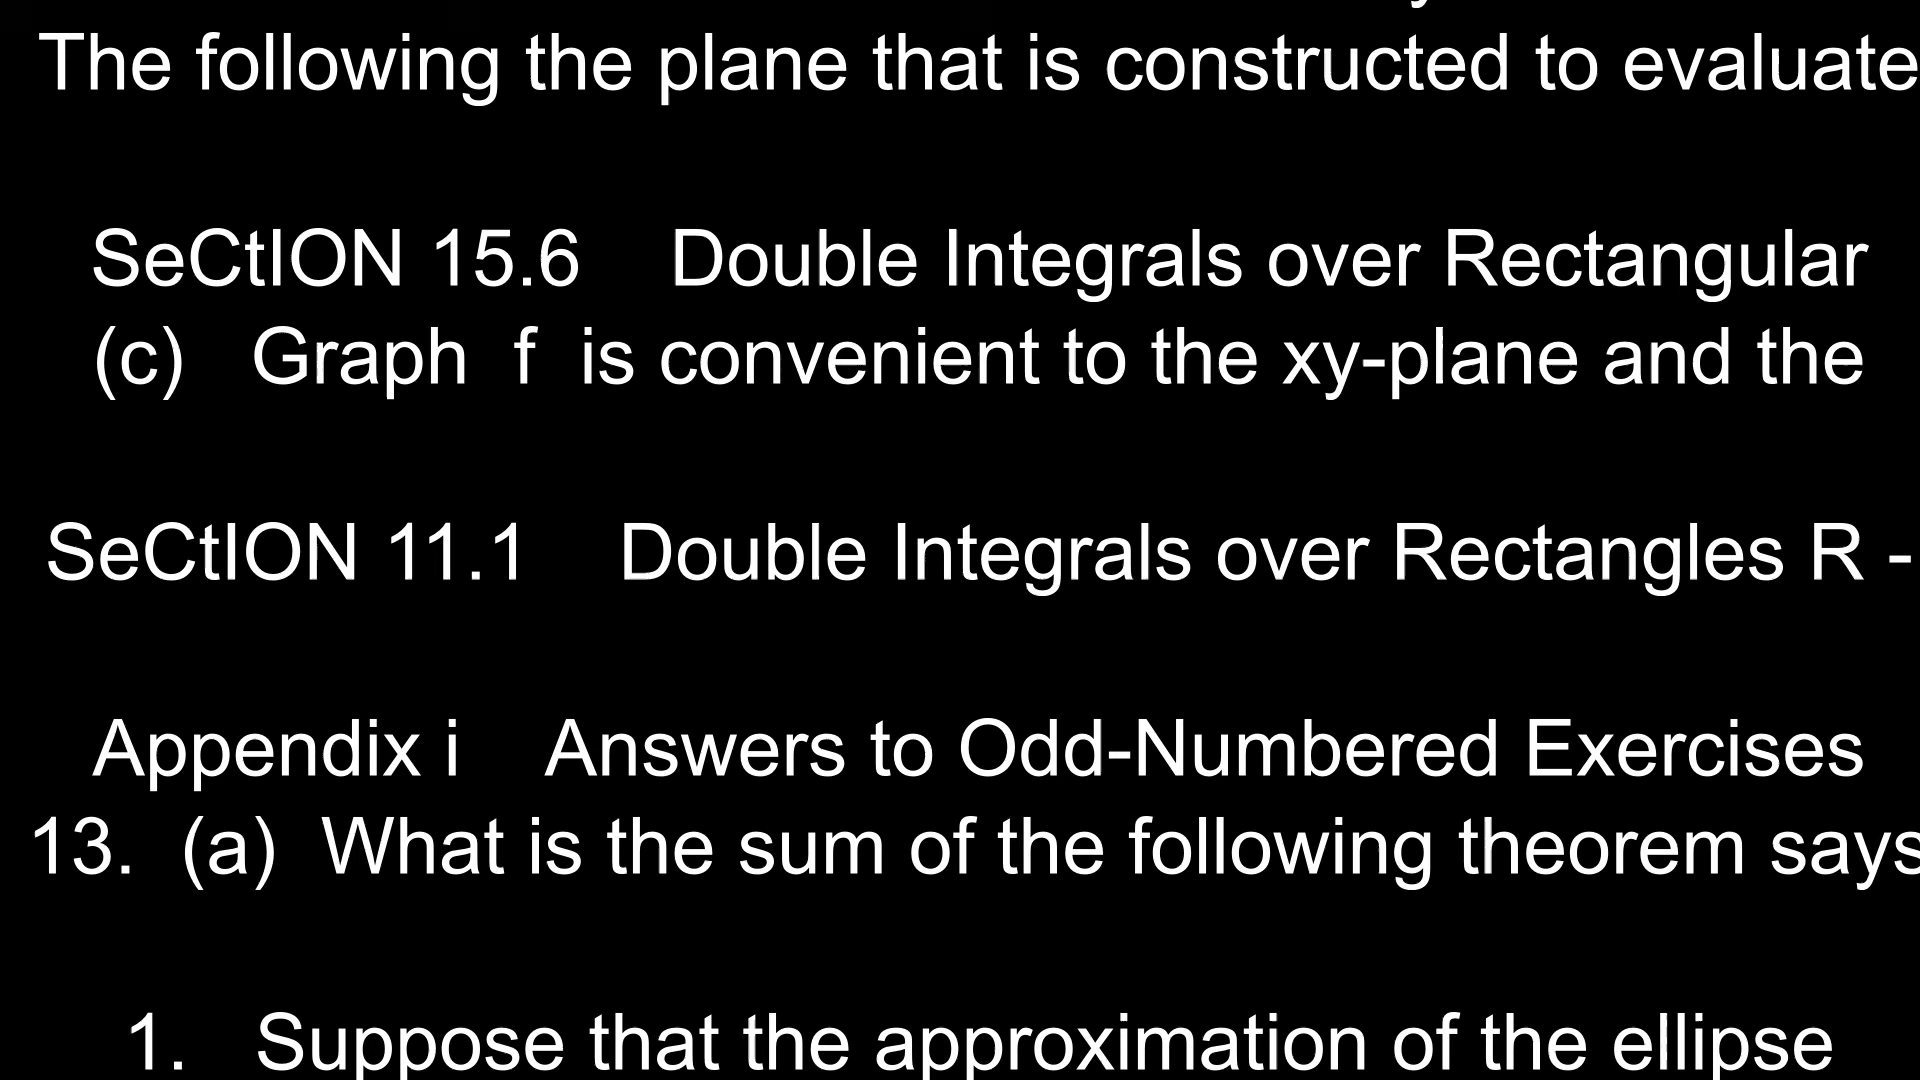 The following the plane that is constructed to evaluate
SeCtION 15.6    Double Integrals over Rectangular
(c)   Graph  f  is convenient to the xy-plane and the
SeCtION 11.1    Double Integrals over Rectangles R -
Appendix i    Answers to Odd-Numbered Exercises
13.  (a)  What is the sum of the following theorem says
1.   Suppose that the approximation of the ellipse